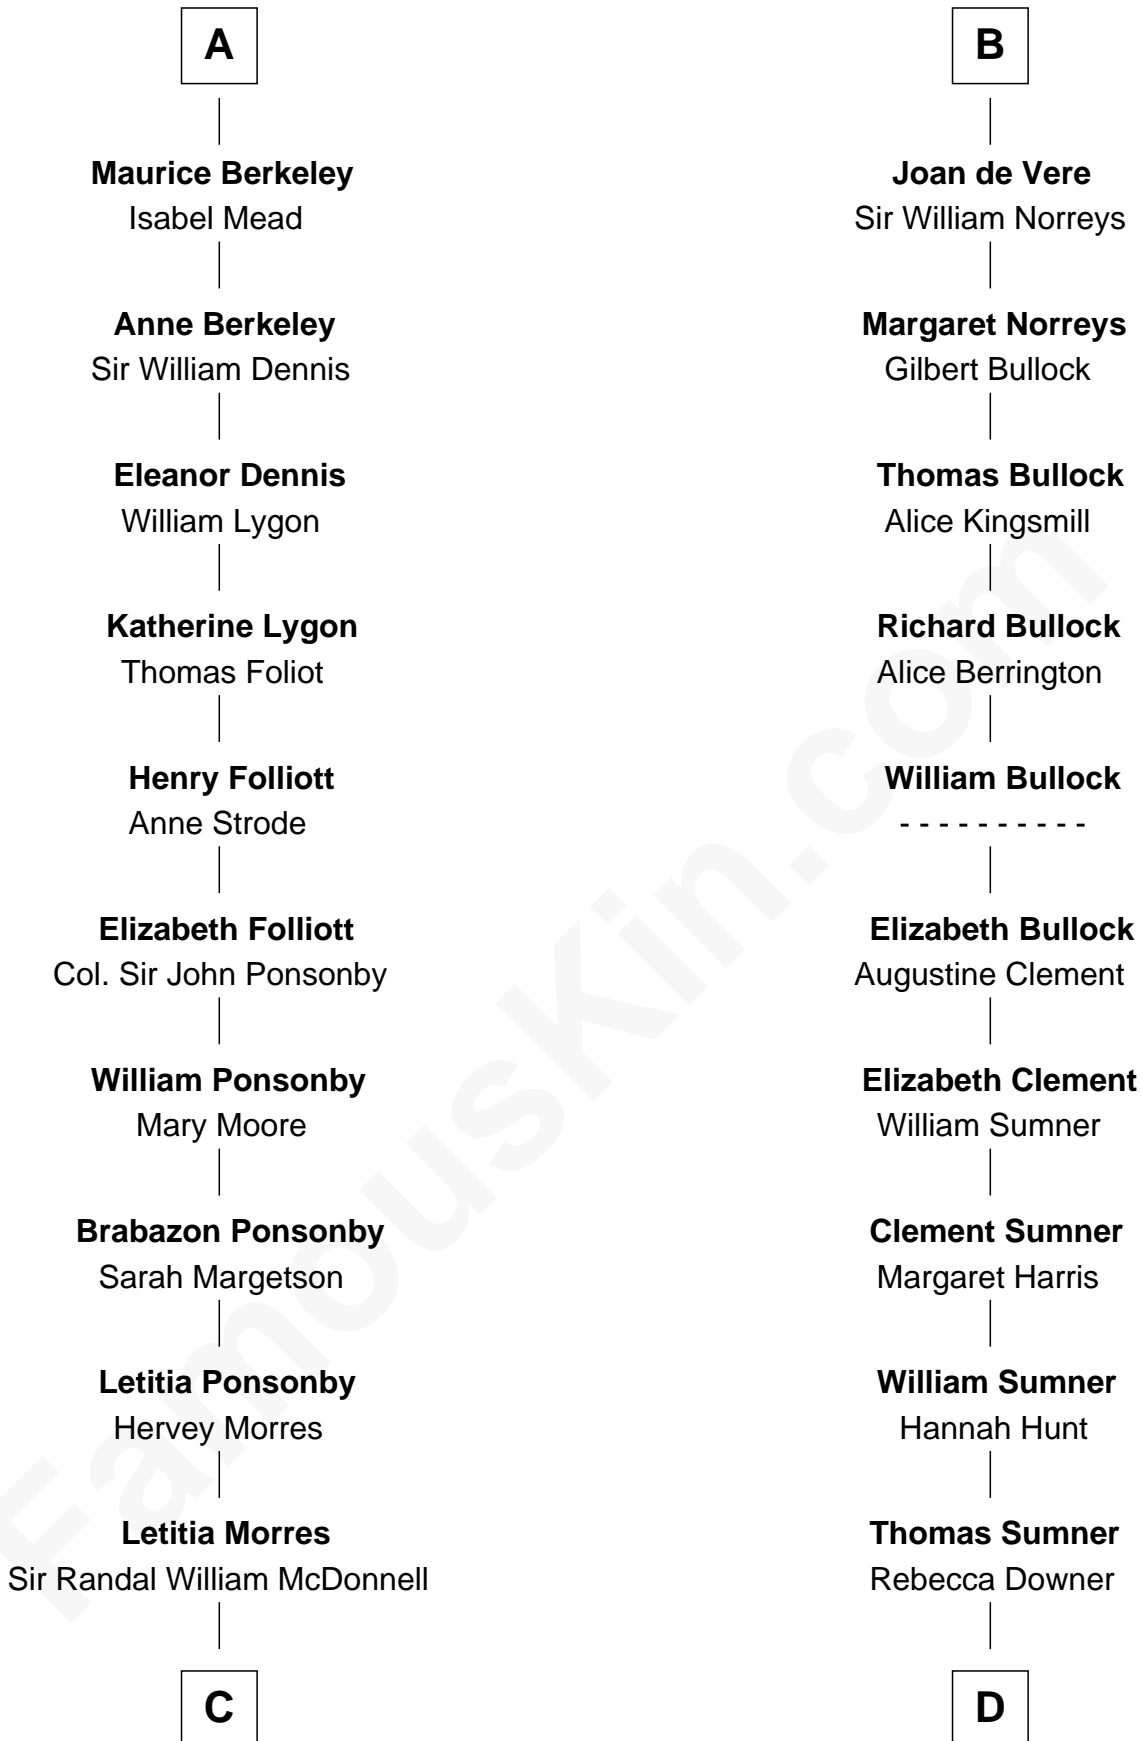 A
Maurice Berkeley
Isabel Mead
Anne Berkeley
Sir William Dennis
Eleanor Dennis
William Lygon
Katherine Lygon
Thomas Foliot
Henry Folliott
Anne Strode
Elizabeth Folliott
Col. Sir John Ponsonby
William Ponsonby
Mary Moore
Brabazon Ponsonby
Sarah Margetson
Letitia Ponsonby
Hervey Morres
Letitia Morres
Sir Randal William McDonnell
C
B
Joan de Vere
Sir William Norreys
Margaret Norreys
Gilbert Bullock
Thomas Bullock
Alice Kingsmill
Richard Bullock
Alice Berrington
William Bullock
- - - - - - - - - -
Elizabeth Bullock
Augustine Clement
Elizabeth Clement
William Sumner
Clement Sumner
Margaret Harris
William Sumner
Hannah Hunt
Thomas Sumner
Rebecca Downer
D
FamousKin.com